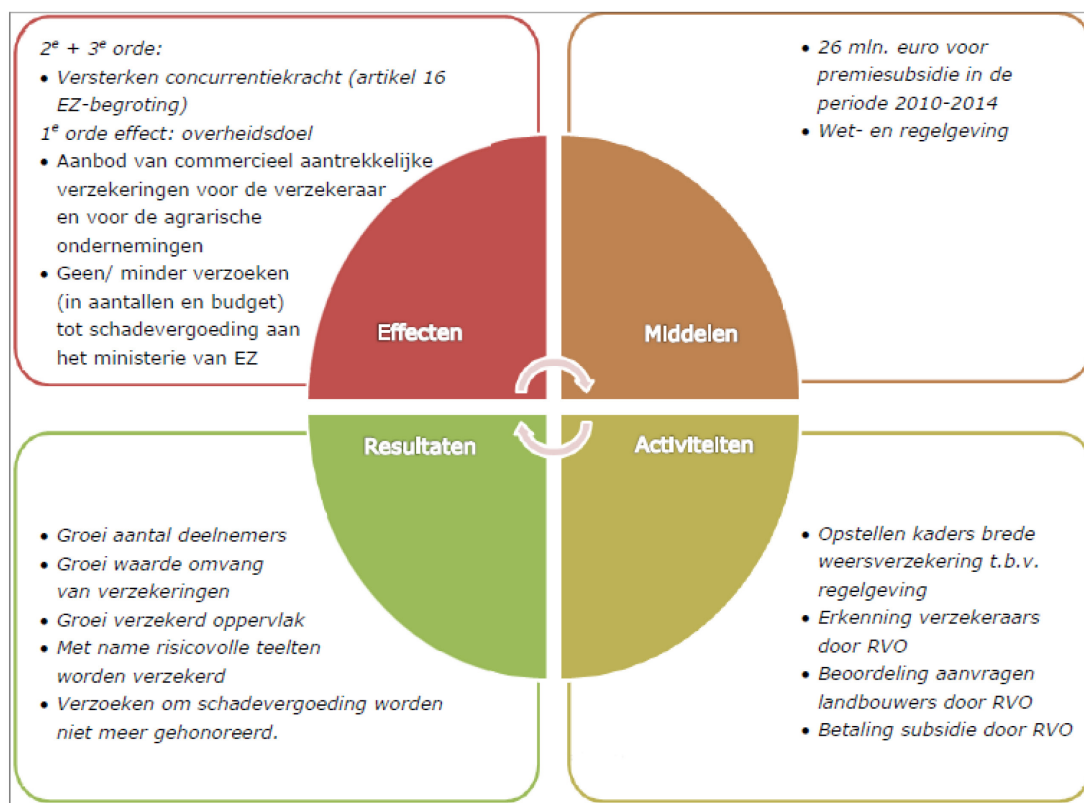 2e + 3e orde:
• Versterken concurrentiekracht (artikel 16
EZ-begroting)
1e orde effect: overheidsdoel
• Aanbod van commercieel aantrekkelijke
verzekeringen voor de verzekeraar
en voor de agrarische
ondernemingen
• Geen/ minder verzoeken
(in aantallen en budget)
tot schadevergoeding aan
het ministerie van EZ
• 26 mln. euro voor
premiesubsidie in de
periode 2010-2014
• Wet- en regelgeving
Effecten
Middelen
Resultaten
Activiteiten
• Groei aantal deelnemers
• Groei waarde omvang
van verzekeringen
• Groei verzekerd oppervlak
• Met name risicovolle teelten
worden verzekerd
• Verzoeken om schadevergoeding worden
niet meer gehonoreerd.
• Opstellen kaders brede
weersverzekering t.b.v.
regelgeving
• Erkenning verzekeraars
door RVO
• Beoordeling aanvragen
landbouwers door RVO
• Betaling subsidie door RVO